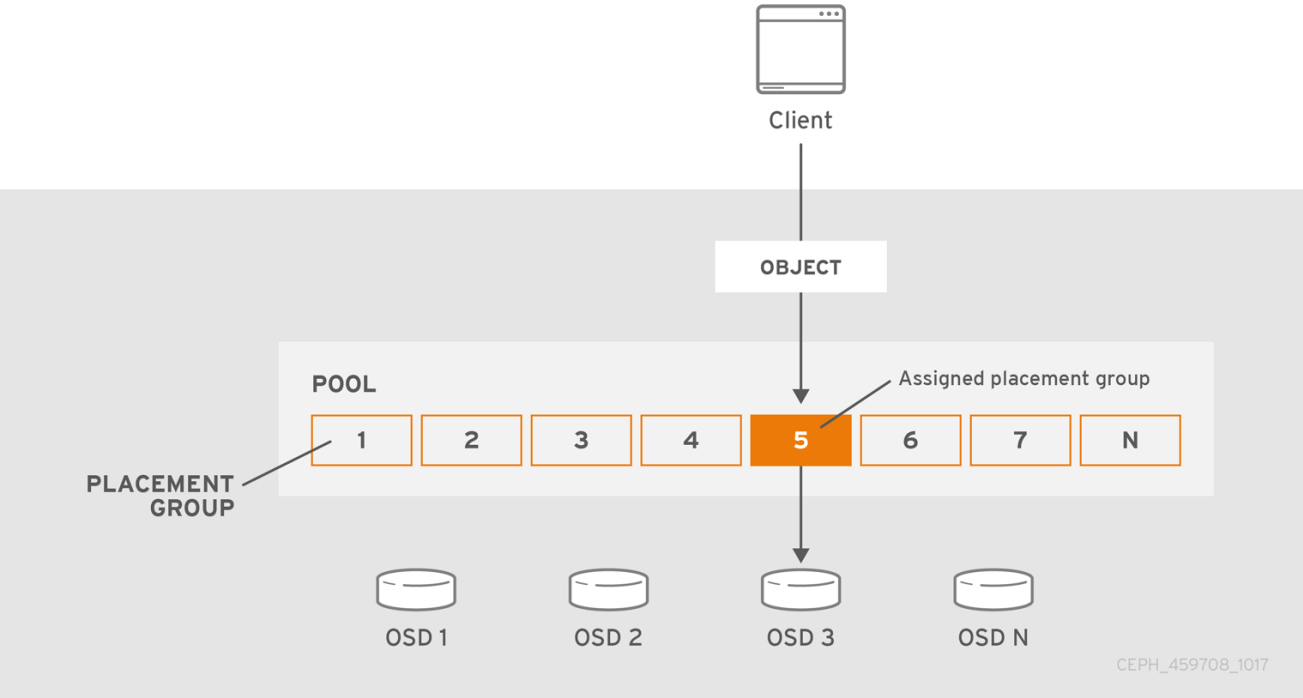 Client
OBJECT
POOL
Assigned placement group
1 2 3 4 5 6 7 N
PLACEMENT
GROUP
OSD 1 OSD 2 OSD 3 OSD N
CEPH_459708_1017